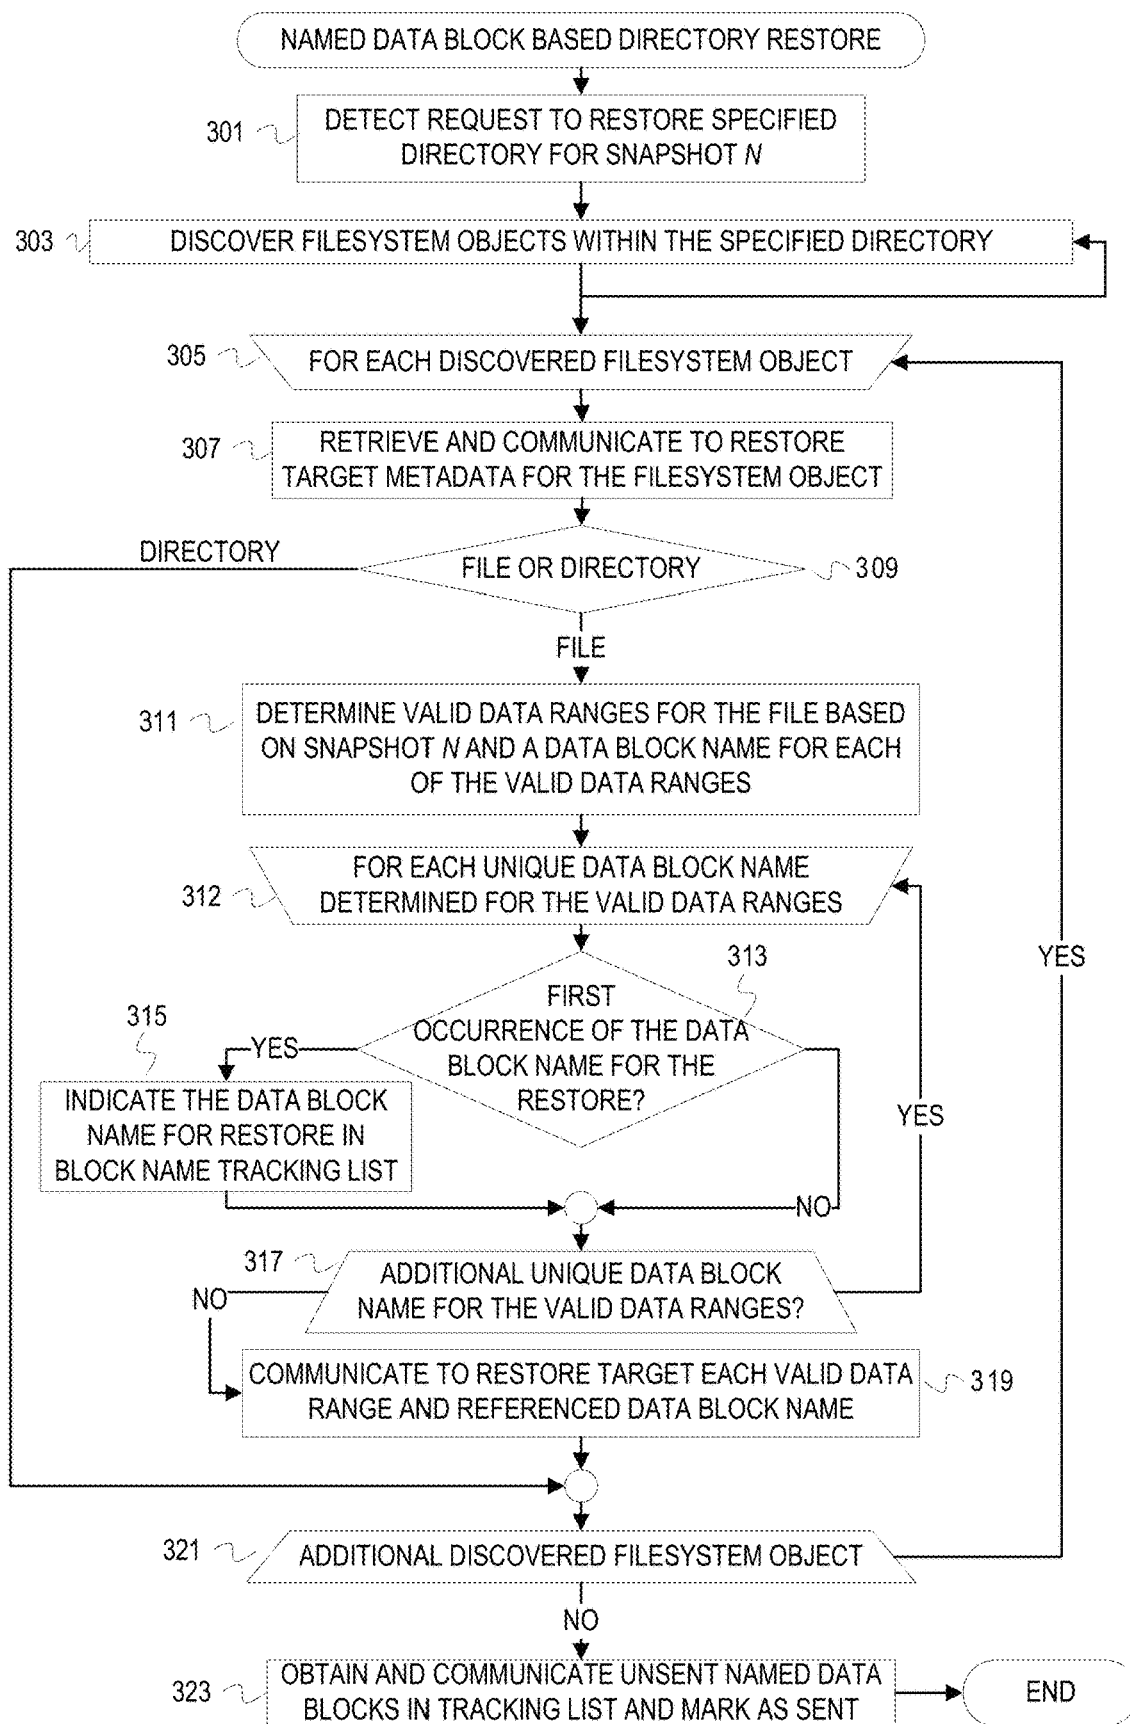 NAMED DATA BLOCK BASED DIRECTORY RESTORE
301
DETECT REQUEST TO RESTORE SPECIFIED
DIRECTORY FOR SNAPSHOT N
303
DISCOVER FILESYSTEM OBJECTS WITHIN THE SPECIFIED DIRECTORY
305
FOR EACH DISCOVERED FILESYSTEM OBJECT
307
RETRIEVE AND COMMUNICATE TO RESTORE
TARGET METADATA FOR THE FILESYSTEM OBJECT
DIRECTORY
FILE OR DIRECTORY
309
FILE
311
DETERMINE VALID DATA RANGES FOR THE FILE BASED
ON SNAPSHOT N AND A DATA BLOCK NAME FOR EACH
OF THE VALID DATA RANGES
312
FOR EACH UNIQUE DATA BLOCK NAME
DETERMINED FOR THE VALID DATA RANGES
313
FIRST
OCCURRENCE OF THE DATA
BLOCK NAME FOR THE
RESTORE?
YES
315
YES
INDICATE THE DATA BLOCK
NAME FOR RESTORE IN
BLOCK NAME TRACKING LIST
YES
NO
317
ADDITIONAL UNIQUE DATA BLOCK
NAME FOR THE VALID DATA RANGES?
NO
COMMUNICATE TO RESTORE TARGET EACH VALID DATA
RANGE AND REFERENCED DATA BLOCK NAME
319
321
ADDITIONAL DISCOVERED FILESYSTEM OBJECT
NO
323
OBTAIN AND COMMUNICATE UNSENT NAMED DATA
BLOCKS IN TRACKING LIST AND MARK AS SENT
END